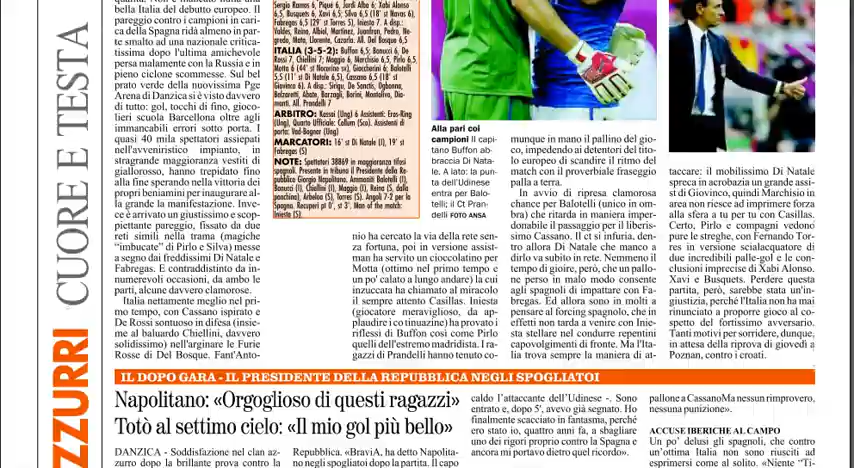 CUORE E TESTA
ZZURRI
nella Italia del debutto europeo. Il
pareggio contro i campioni in cari-
ca della Spagna ridà almeno in par-
te smalto ad una nazionale critica-
tissima dopo l'ultima amichevole
persa malamente con la Russia e in
pieno ciclone scommesse. Sul bel
prato verde della nuovissima Pge
Arena di Danzica si è visto davvero
di tutto: gol, tocchi di fino, gioco-
lieri scuola Barcellona oltre agli
immancabili errori sotto porta. I
quasi 40 mila spettatori assiepati
nell'avveniristico impianto, in
stragrande maggioranza vestiti di
giallorosso, hanno trepidato fino
alla fine sperando nella vittoria dei
propri beniamini per inaugurare al-
la grande la manifestazione. Inve-
ce è arrivato un giustissimo e scop-
piettante pareggio, fissato da due
reti simili nella trama (magiche
"imbucate" di Pirlo e Silva) messe
a segno dai freddissimi Di Natale e
Fabregas. E contraddistinto da in-
numerevoli occasioni, da ambo le
parti, alcune davvero clamorose.
Italia nettamente meglio nel pri-
mo tempo, con Cassano ispirato e
De Rossi sontuoso in difesa (insie-
me al baluardo Chiellini, davvero
solidissimo) nell'arginare le Furie
Rosse di Del Bosque. Fant'Anto-
Sergio Ramos 6, Piqué 6, Jordi Alba 6; Xabi Alonso
6,5, Busquets 6, Xavi 6,5; Silva 6,5 (18' st Navas 6),
Fabregas 6,5 (29' st Torres 5), Iniesta 7. A disp.:
Valdes, Reina, Albiol, Martinez, Juanfran, Pedro, Ne-
gredo, Mata, Llorente, Cazorla. All. Del Bosque 6,5
ITALIA (3-5-2): Buffon 6,5; Bonucci 6, De
Rossi 7, Chiellini 7; Maggio 6, Marchisio 6,5, Pirlo 6,5,
Motta 6 (44' st Nocerino sv), Giaccherini 6; Balotelli
5,5 (11' st Di Natale 6,5), Cassano 6,5 (18' st
Giovinco 6). A disp.: Sirigu, De Sanctis, Ogbonna,
Balzaretti, Abate, Barzagli, Borini, Montolivo, Dia-
manti. All. Prandelli 7
ARBITRO: Kassai (Ung) 6 Assistenti: Eros-Ring
(Ung), Quarto Ufficiale: Collum (Sco). Assistenti di
porta: Vad-Bognar (Ung)
MARCATORI: 16' st Di Natale (I), 19' st
Fabregas (S)
NOTE: Spettatori 38869 in maggioranza tifosi
spagnoli. Presente in tribuna il Presidente della Re-
pubblica Giorgio Napolitano. Ammoniti Balotelli (I),
Bonucci (I), Chiellini (I), Maggio (I), Reina (S, dalla
panchina), Arbeloa (S), Torres (S). Angoli 7-2 per la
Spagna. Recuperi pt 0', st 3'. Man of the match:
Iniesta (S).
nio ha cercato la via della rete sen-
za fortuna, poi in versione assist-
man ha servito un cioccolatino per
Motta (ottimo nel primo tempo e
un po' calato a lungo andare) la cui
inzuccata ha chiamato al miracolo
il sempre attento Casillas. Iniesta
(giocatore meraviglioso, da ap-
plaudire i co tinuazine) ha provato i
riflessi di Buffon così come Pirlo
quelli dell'estremo madridista. I ra-
gazzi di Prandelli hanno tenuto co-
Alla pari coi
campioni Il capi-
tano Buffon ab-
braccia Di Nata-
le. A lato: la pun-
ta dell'Udinese
entra per Balo-
telli; il Ct Pran-
delli FOTO ANSA
munque in mano il pallino del gio-
co, impedendo ai detentori del tito-
lo europeo di scandire il ritmo del
match con il proverbiale fraseggio
palla a terra.
In avvio di ripresa clamorosa
chance per Balotelli (unico in om-
bra) che ritarda in maniera imper-
donabile il passaggio per il liberis-
simo Cassano. Il ct si infuria, den-
tro allora Di Natale che manco a
dirlo va subito in rete. Nemmeno il
tempo di gioire, però, che un pallo-
ne perso in malo modo consente
agli spagnoli di impattare con Fa-
bregas. Ed allora sono in molti a
pensare al forcing spagnolo, che in
effetti non tarda a venire con Inie-
sta stellare nel condurre repentini
capovolgimenti di fronte. Ma l'Ita-
lia trova sempre la maniera di at-
taccare: il mobilissimo Di Natale
spreca in acrobazia un grande assi-
st di Giovinco, quindi Marchisio in
area non riesce ad imprimere forza
alla sfera a tu per tu con Casillas.
Certo, Pirlo e compagni vedono
pure le streghe, con Fernando Tor-
res in versione scialacquatore di
due incredibili palle-gol e le con-
clusioni imprecise di Xabi Alonso.
Xavi e Busquets. Perdere questa
partita, però, sarebbe stata un'in-
giustizia, perché l'Italia non ha mai
rinunciato a proporre gioco al co-
spetto del fortissimo avversario.
Tanti motivi per sorridere, dunque,
in attesa della riprova di giovedì a
Poznan, contro i croati.
IL DOPO GARA - IL PRESIDENTE DELLA REPUBBLICA NEGLI SPOGLIATOI
Napolitano: «Orgoglioso di questi ragazzi»
Totò al settimo cielo: «Il mio gol più bello»
DANZICA - Soddisfazione nel clan az-
zurro dopo la brillante prova contro la
Repubblica. «BraviA, ha detto Napolita-
no negli spogliatoi dopo la partita. Il capo
caldo l'attaccante dell'Udinese -. Sono
entrato e, dopo 5', avevo già segnato. Ho
finalmente scacciato in fantasma, perché
ero stato io, quattro anni fa, a sbagliare
uno dei rigori proprio contro la Spagna e
ancora mi portavo dietro quel ricordo».
pallone a CassanoMa nessun rimprovero,
nessuna punizione».
ACCUSE IBERICHE AL CAMPO
Un po' delusi gli spagnoli, che contro
un'ottima Italia non sono riusciti ad
esprimersi come al solito. «Niente "Ti-